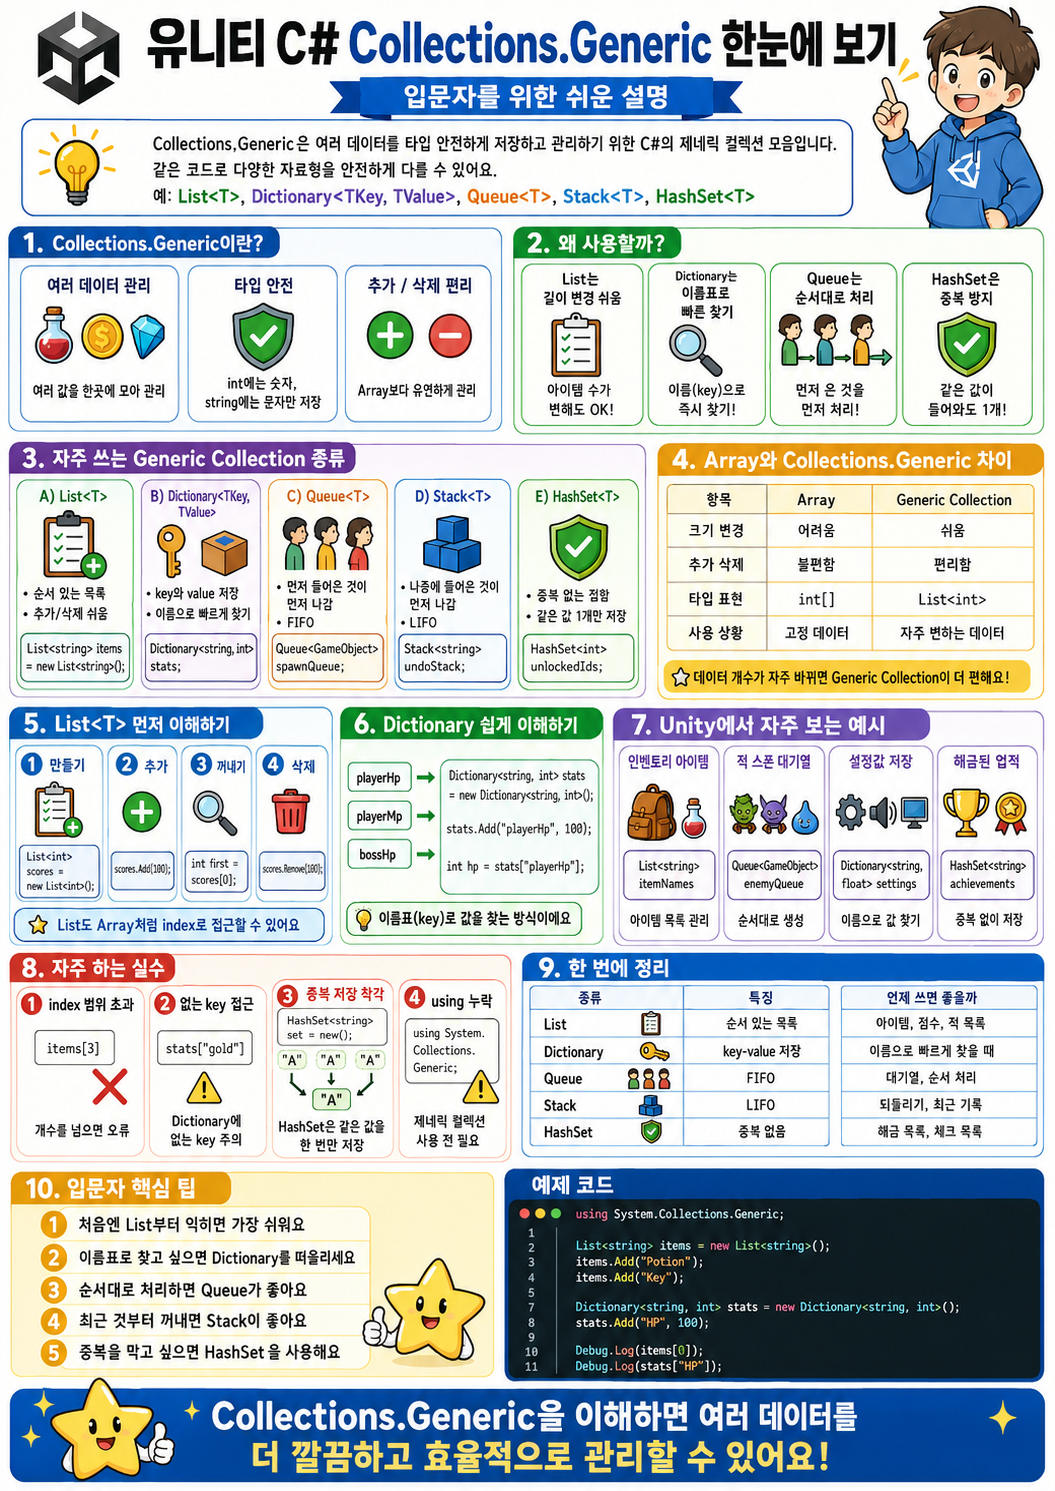 유니티 C# Collections.Generic 한눈에 보기
입문자를 위한 쉬운 설명
Collections,Generic은 여러 데이터를 타입 안전하게 저장하고 관리하기 위한 C#의 제네릭 컬렉션 모음입니다.
같은 코드로 다양한 자료형을 안전하게 다룰 수 있어요.
예: List<T>, Dictionary<TKey, TValue>, Queue<T>, Stack<T>, HashSet<T>
1. Collections.Generic이란?
여러 데이터 관리
여러 값을 한곳에 모아 관리
타입 안전
int에는 숫자,
string에는 문자만 저장
추가 / 삭제 편리
Array보다 유연하게 관리
2. 왜 사용할까?
List는
길이 변경 쉬움
아이템 수가
변해도 OK!
Dictionary는
이름표로
빠른 찾기
이름(key)으로
즉시 찾기!
Queue는
순서대로 처리
먼저 온 것을
먼저 처리!
HashSet은
중복 방지
같은 값이
들어와도 1개!
3. 자주 쓰는 Generic Collection 종류
A) List<T>
• 순서 있는 목록
• 추가/삭제 쉬움
List<string> items
= new List<string>();
B) Dictionary<TKey,
TValue>
• key와 value 저장
• 이름으로 빠르게 찾기
Dictionary<string, int>
stats;
C) Queue<T>
• 먼저 들어온 것이
먼저 나감
• FIFO
Queue<GameObject>
spawnQueue;
D) Stack<T>
• 나중에 들어온 것이
먼저 나감
• LIFO
Stack<string>
undoStack;
E) HashSet<T>
• 중복 없는 점함
• 같은 값 1개만 저장
HashSet<int>
unlockedIds;
4. Array와 Collections.Generic 차이
항목 Array Generic Collection
크기 변경 어려움 쉬움
추가 삭제 불편함 편리함
타입 표현 int[] List<int>
사용 상황 고정 데이터 자주 변하는 데이터
데이터 개수가 자주 바뀌면 Generic Collection이 더 편해요!
5. List<T> 먼저 이해하기
1 만들기
List<int>
scores =
new List<int>();
2 추가
scores.Add(100);
3 꺼내기
int first =
scores[0];
4 삭제
scores.Remove(100);
List도 Array처럼 index로 접근할 수 있어요
6. Dictionary 쉽게 이해하기
playerHp
playerMp
bossHp
Dictionary<string, int> stats
= new Dictionary<string, int>();
stats.Add("playerHp", 100);
int hp = stats["playerHp"];
이름표(key)로 값을 찾는 방식이에요
7. Unity에서 자주 보는 예시
인벤토리 아이템
List<string>
itemNames
아이템 목록 관리
적 스폰 대기열
Queue<GameObject>
enemyQueue
순서대로 생성
설정값 저장
Dictionary<string,
float> settings
이름으로 값 찾기
해금된 업적
HashSet<string>
achievements
중복 없이 저장
8. 자주 하는 실수
1 index 범위 초과
items[3]
개수를 넘으면 오류
2 없는 key 접근
stats["gold"]
Dictionary에
없는 key 주의
3 중복 저장 착각
HashSet<string>
set = new();
"A" "A" "A"
"A"
HashSet은 같은 값을
한 번만 저장
4 using 누락
using System.
Collections.
Generic;
제네릭 컬렉션
사용 전 필요
9. 한 번에 정리
종류 특징 언제 쓰면 좋을까
List 순서 있는 목록 아이템, 점수, 적 목록
Dictionary key-value 저장 이름으로 빠르게 찾을 때
Queue FIFO 대기열, 순서 처리
Stack LIFO 되돌리기, 최근 기록
HashSet 중복 없음 해금 목록, 체크 목록
10. 입문자 핵심 팁
1 처음엔 List부터 익히면 가장 쉬워요
2 이름표로 찾고 싶으면 Dictionary를 떠올리세요
3 순서대로 처리하면 Queue가 좋아요
4 최근 것부터 꺼내면 Stack이 좋아요
5 중복을 막고 싶으면 HashSet을 사용해요
예제 코드
using System.Collections.Generic;
1
2 List<string> items = new List<string>();
3 items.Add("Potion");
4 items.Add("Key");
5
7 Dictionary<string, int> stats = new Dictionary<string, int>();
8 stats.Add("HP", 100);
9
10 Debug.Log(items[0]);
11 Debug.Log(stats["HP"]);
Collections.Generic을 이해하면 여러 데이터를
더 깔끔하고 효율적으로 관리할 수 있어요!